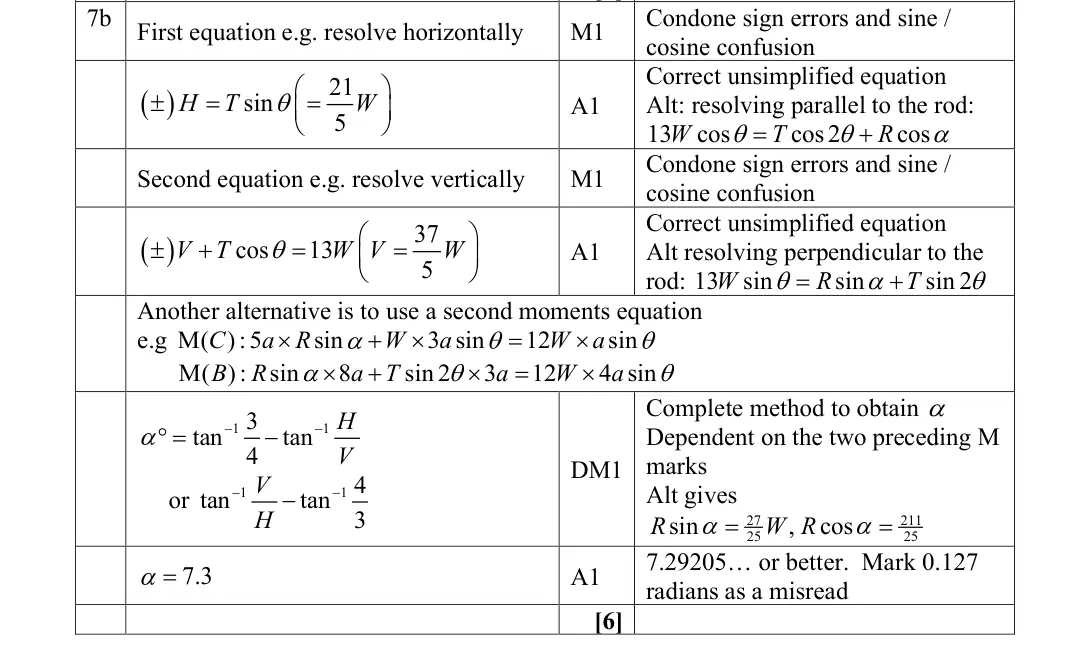 7b
First equation e.g. resolve horizontally
M1
Condone sign errors and sine /
cosine confusion
(±) H = T sin θ (= 21/5 W)
A1
Correct unsimplified equation
Alt: resolving parallel to the rod:
13W cos θ = T cos 2θ + R cos α
Second equation e.g. resolve vertically
M1
Condone sign errors and sine /
cosine confusion
(±) V + T cos θ = 13W (V = 37/5 W)
A1
Correct unsimplified equation
Alt resolving perpendicular to the
rod: 13W sin θ = R sin α + T sin 2θ
Another alternative is to use a second moments equation
e.g M(C) : 5a × R sin α + W × 3a sin θ = 12W × a sin θ
M(B) : R sin α × 8a + T sin 2θ × 3a = 12W × 4a sin θ
α° = tan⁻¹ 3/4 − tan⁻¹ H/V
or tan⁻¹ V/H − tan⁻¹ 4/3
DM1
Complete method to obtain α
Dependent on the two preceding M
marks
Alt gives
R sin α = 27/25 W, R cos α = 211/25
α = 7.3
A1
7.29205… or better. Mark 0.127
radians as a misread
[6]